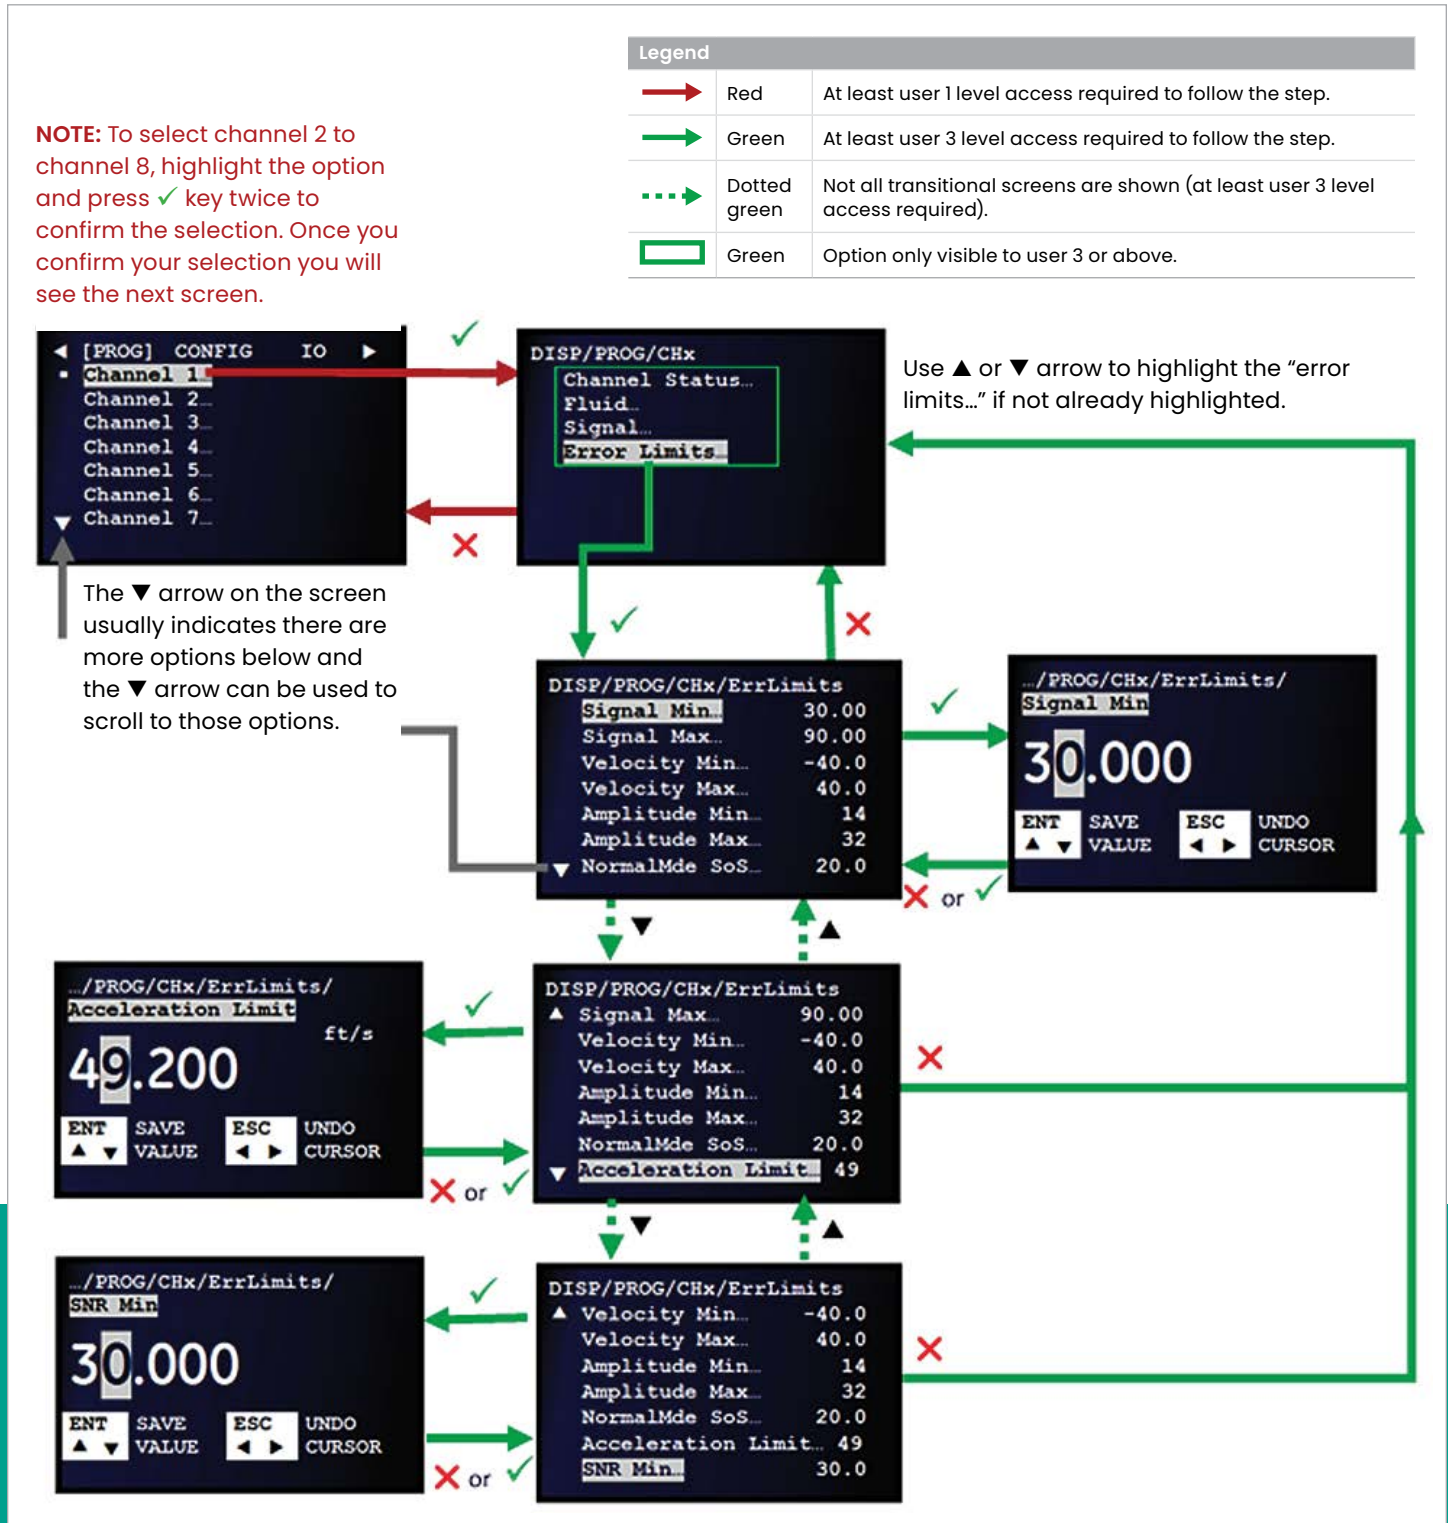 Legend
Red At least user 1 level access required to follow the step.
Green At least user 3 level access required to follow the step.
Dotted green Not all transitional screens are shown (at least user 3 level access required).
Green Option only visible to user 3 or above.
NOTE: To select channel 2 to
channel 8, highlight the option
and press ✓ key twice to
confirm the selection. Once you
confirm your selection you will
see the next screen.
◀ [PROG] CONFIG IO ▶
Channel 1…
Channel 2…
Channel 3…
Channel 4…
Channel 5…
Channel 6…
▼ Channel 7…
✓
✕
DISP/PROG/CHx
Channel Status…
Fluid…
Signal…
Error Limits…
Use ▲ or ▼ arrow to highlight the “error
limits…” if not already highlighted.
The ▼ arrow on the screen
usually indicates there are
more options below and
the ▼ arrow can be used to
scroll to those options.
✓
✕
DISP/PROG/CHx/ErrLimits
Signal Min… 30.00
Signal Max… 90.00
Velocity Min… -40.0
Velocity Max… 40.0
Amplitude Min… 14
Amplitude Max… 32
▼ NormalMde SoS… 20.0
✓
✕ or ✓
…/PROG/CHx/ErrLimits/
Signal Min
30.000
ENT SAVE ESC UNDO
▲ ▼ VALUE ◀ ▶ CURSOR
▼
▲
…/PROG/CHx/ErrLimits/
Acceleration Limit
ft/s
49.200
ENT SAVE ESC UNDO
▲ ▼ VALUE ◀ ▶ CURSOR
✓
✕ or ✓
DISP/PROG/CHx/ErrLimits
▲ Signal Max… 90.00
Velocity Min… -40.0
Velocity Max… 40.0
Amplitude Min… 14
Amplitude Max… 32
NormalMde SoS… 20.0
▼ Acceleration Limit… 49
✕
▼
▲
…/PROG/CHx/ErrLimits/
SNR Min
30.000
ENT SAVE ESC UNDO
▲ ▼ VALUE ◀ ▶ CURSOR
✓
✕ or ✓
DISP/PROG/CHx/ErrLimits
▲ Velocity Min… -40.0
Velocity Max… 40.0
Amplitude Min… 14
Amplitude Max… 32
NormalMde SoS… 20.0
Acceleration Limit… 49
SNR Min… 30.0
✕